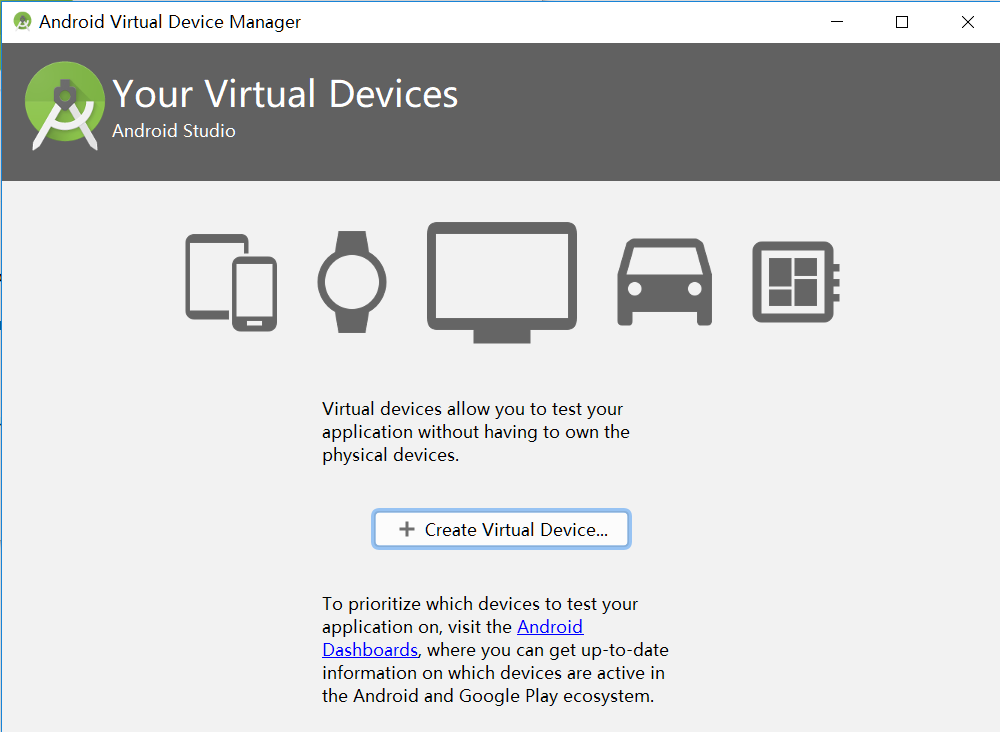 Android Virtual Device Manager
Your Virtual Devices
Android Studio
Virtual devices allow you to test your
application without having to own the
physical devices.
Create Virtual Device...
To prioritize which devices to test your
application on, visit the Android
Dashboards, where you can get up-to-date
information on which devices are active in
the Android and Google Play ecosystem.